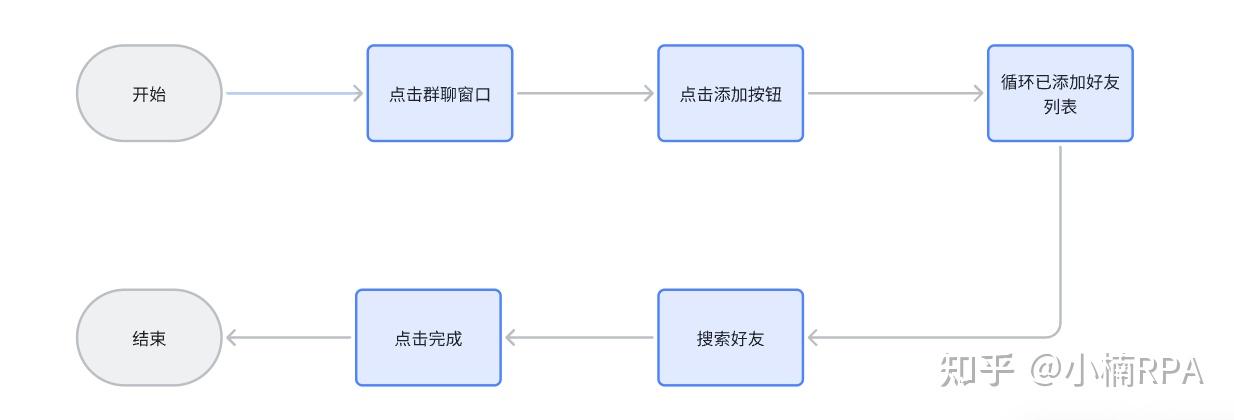 开始
点击群聊窗口
点击添加按钮
循环已添加好友
列表
搜索好友
点击完成
结束
知乎 @小楠RPA